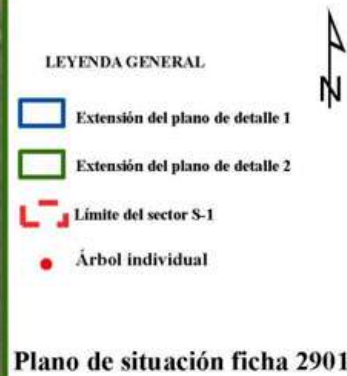 LEYENDA GENERAL
N
Extensión del plano de detalle 1
Extensión del plano de detalle 2
Límite del sector S-1
Árbol individual
Plano de situación ficha 2901